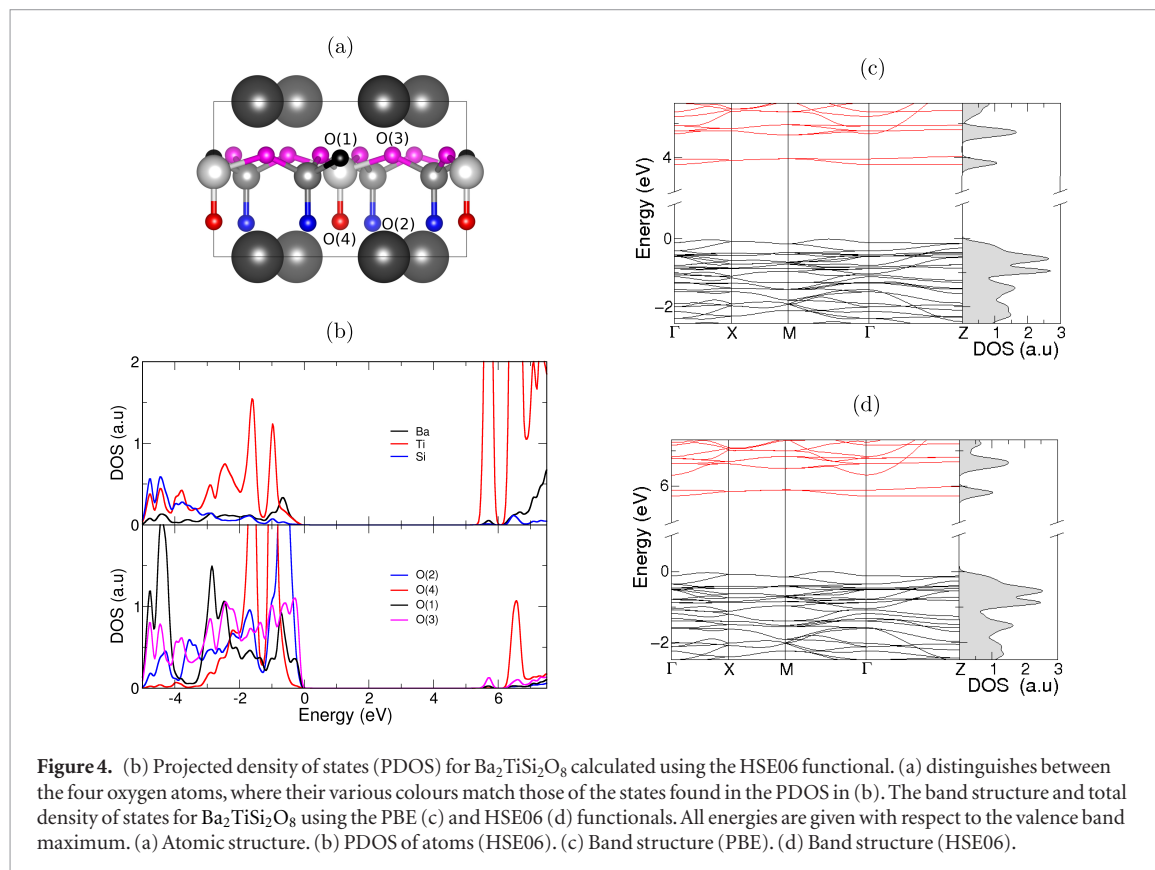 (a)
O(1)
O(3)
O(4)
O(2)
(b)
2
1
0
DOS (a.u)
Ba
Ti
Si
1
0
DOS (a.u)
O(2)
O(4)
O(1)
O(3)
-4 -2 0 2 4 6
Energy (eV)
(c)
4
0
−2
Energy (eV)
Γ X M Γ Z 1 2 3
DOS (a.u)
(d)
6
0
−2
Energy (eV)
Γ X M Γ Z 1 2 3
DOS (a.u)
Figure 4. (b) Projected density of states (PDOS) for Ba₂TiSi₂O₈ calculated using the HSE06 functional. (a) distinguishes between
the four oxygen atoms, where their various colours match those of the states found in the PDOS in (b). The band structure and total
density of states for Ba₂TiSi₂O₈ using the PBE (c) and HSE06 (d) functionals. All energies are given with respect to the valence band
maximum. (a) Atomic structure. (b) PDOS of atoms (HSE06). (c) Band structure (PBE). (d) Band structure (HSE06).